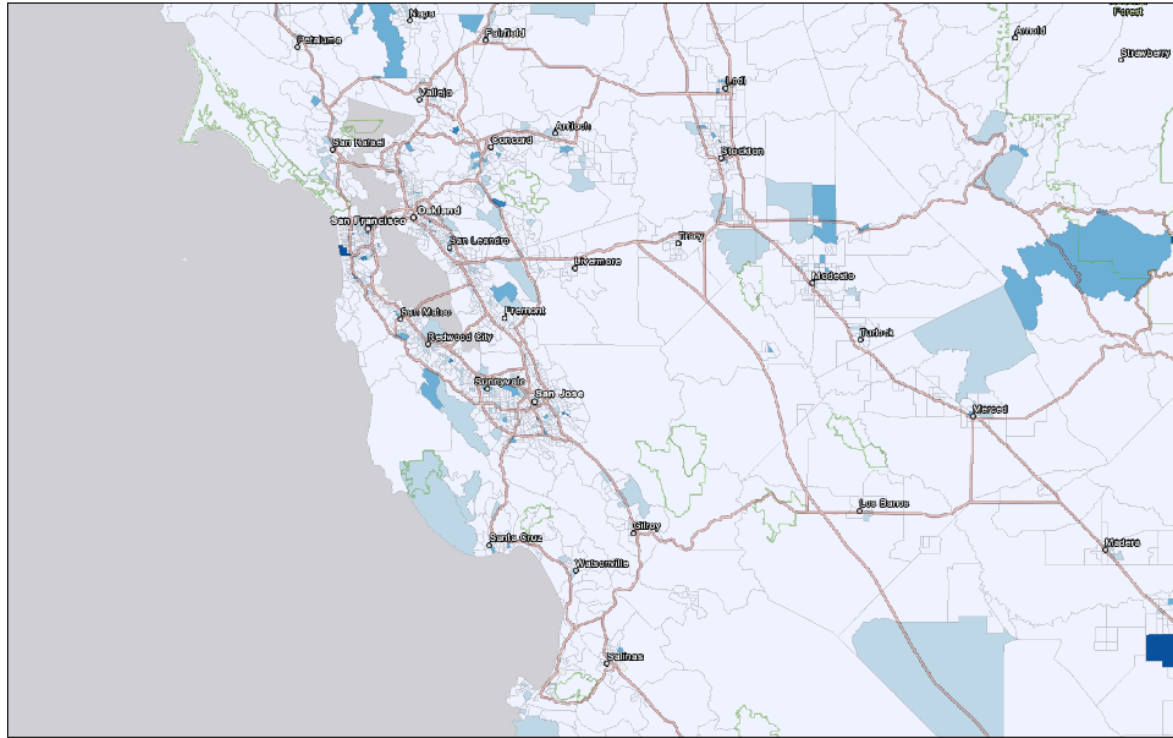 Napa
Forest
Petaluma
Fairfield
Arnold
Strawberry
Lodi
Vallejo
Antioch
San Rafael
Concord
Stockton
Oakland
San Francisco
San Leandro
Tracy
Livermore
Modesto
San Mateo
Fremont
Redwood City
Turlock
Sunnyvale
San Jose
Merced
Los Banos
Gilroy
Santa Cruz
Madera
Watsonville
Salinas